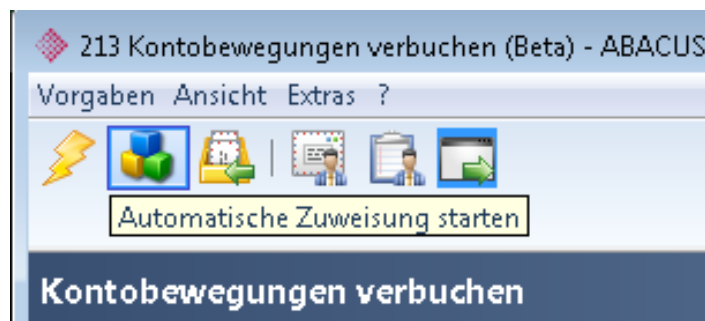 213 Kontobewegungen verbuchen (Beta) - ABACUS
Vorgaben Ansicht Extras ?
Automatische Zuweisung starten
Kontobewegungen verbuchen